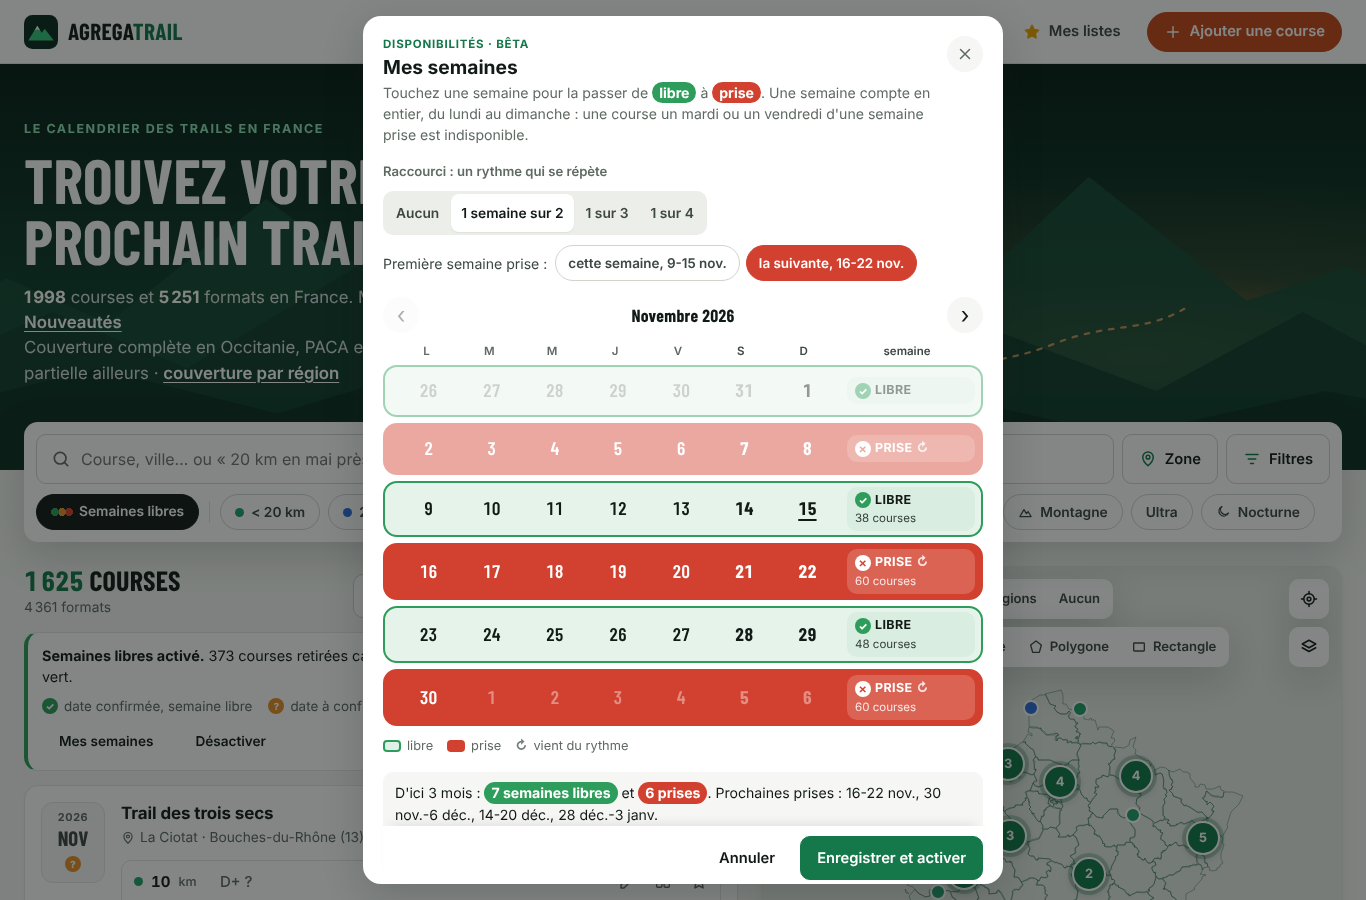 AGREGATRAIL
Mes listes
Ajouter une course
LE CALENDRIER DES TRAILS EN FRANCE
TROUVEZ VOTR
PROCHAIN TRA
1 998 courses et 5 251 formats en France.
Nouveautés
Couverture complète en Occitanie, PACA e
partielle ailleurs · couverture par région
Course, ville... ou « 20 km en mai prè
Zone
Filtres
Semaines libres
< 20 km
Montagne
Ultra
Nocturne
1 625 COURSES
4 361 formats
Semaines libres activé. 373 courses retirées ca
vert.
date confirmée, semaine libre
? date à conf
Mes semaines
Désactiver
2026
NOV
?
Trail des trois secs
La Ciotat · Bouches-du-Rhône (13)
10 km D+ ?
gions
Aucun
Polygone
Rectangle
3
4
4
3
5
2
DISPONIBILITÉS · BÊTA
Mes semaines
Touchez une semaine pour la passer de libre à prise. Une semaine compte en
entier, du lundi au dimanche : une course un mardi ou un vendredi d'une semaine
prise est indisponible.
Raccourci : un rythme qui se répète
Aucun
1 semaine sur 2
1 sur 3
1 sur 4
Première semaine prise :
cette semaine, 9-15 nov.
la suivante, 16-22 nov.
Novembre 2026
L M M J V S D semaine
26 27 28 29 30 31 1 LIBRE
2 3 4 5 6 7 8 PRISE ↻
9 10 11 12 13 14 15 LIBRE
38 courses
16 17 18 19 20 21 22 PRISE ↻
60 courses
23 24 25 26 27 28 29 LIBRE
48 courses
30 1 2 3 4 5 6 PRISE ↻
60 courses
libre
prise
↻ vient du rythme
D'ici 3 mois : 7 semaines libres et 6 prises. Prochaines prises : 16-22 nov., 30
nov.-6 déc., 14-20 déc., 28 déc.-3 janv.
Annuler
Enregistrer et activer